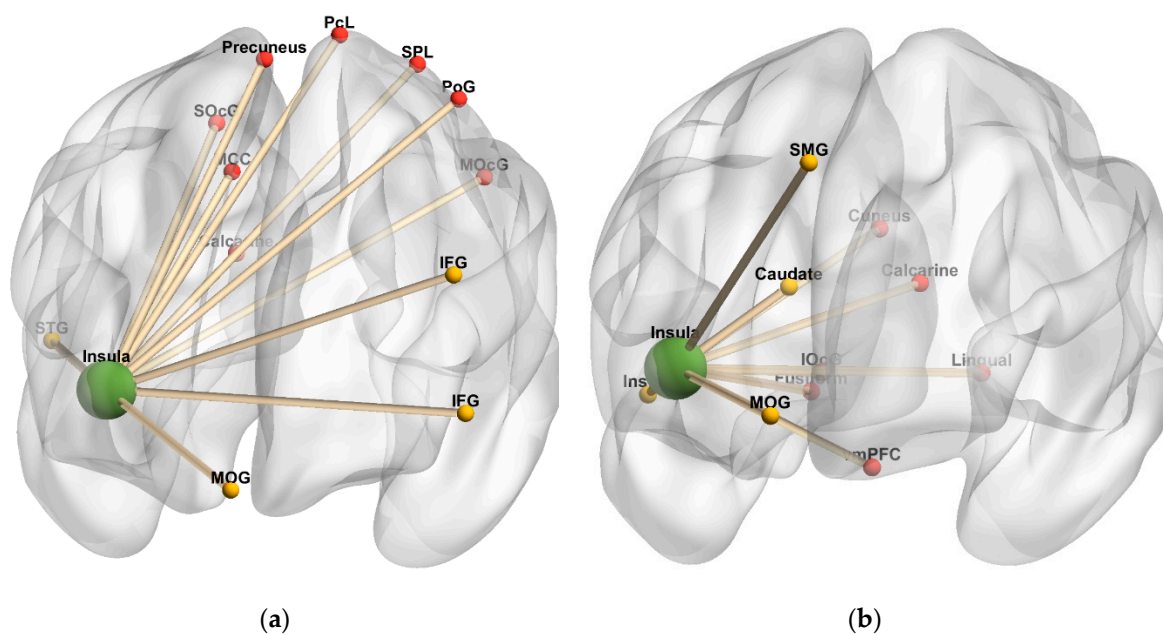 PcL
Precuneus
SPL
PoG
SOcG
MCC
MOcG
Calcarine
IFG
STG
Insula
IFG
MOG
(a)
SMG
Cuneus
Caudate
Calcarine
Insula
IOcG
Lingual
Ins
Fusiform
MOG
mPFC
(b)